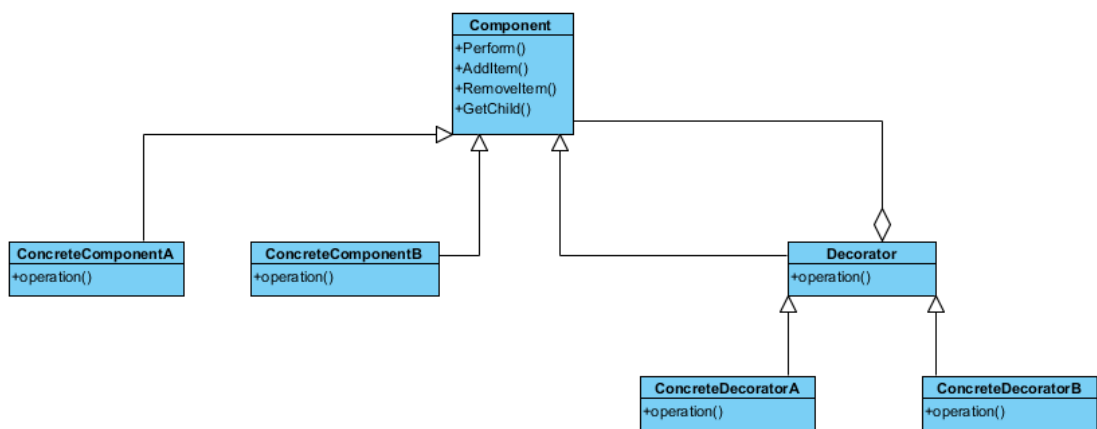 Component
+Perform()
+AddItem()
+RemoveItem()
+GetChild()
ConcreteComponentA
+operation()
ConcreteComponentB
+operation()
Decorator
+operation()
ConcreteDecoratorA
+operation()
ConcreteDecoratorB
+operation()